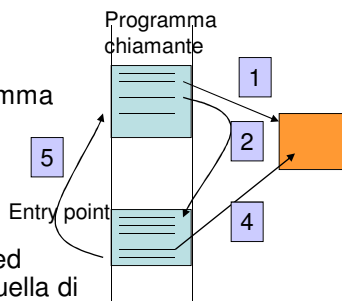 Programma
chiamante
mma
1
2
5
Entry point
4
ed
uella di